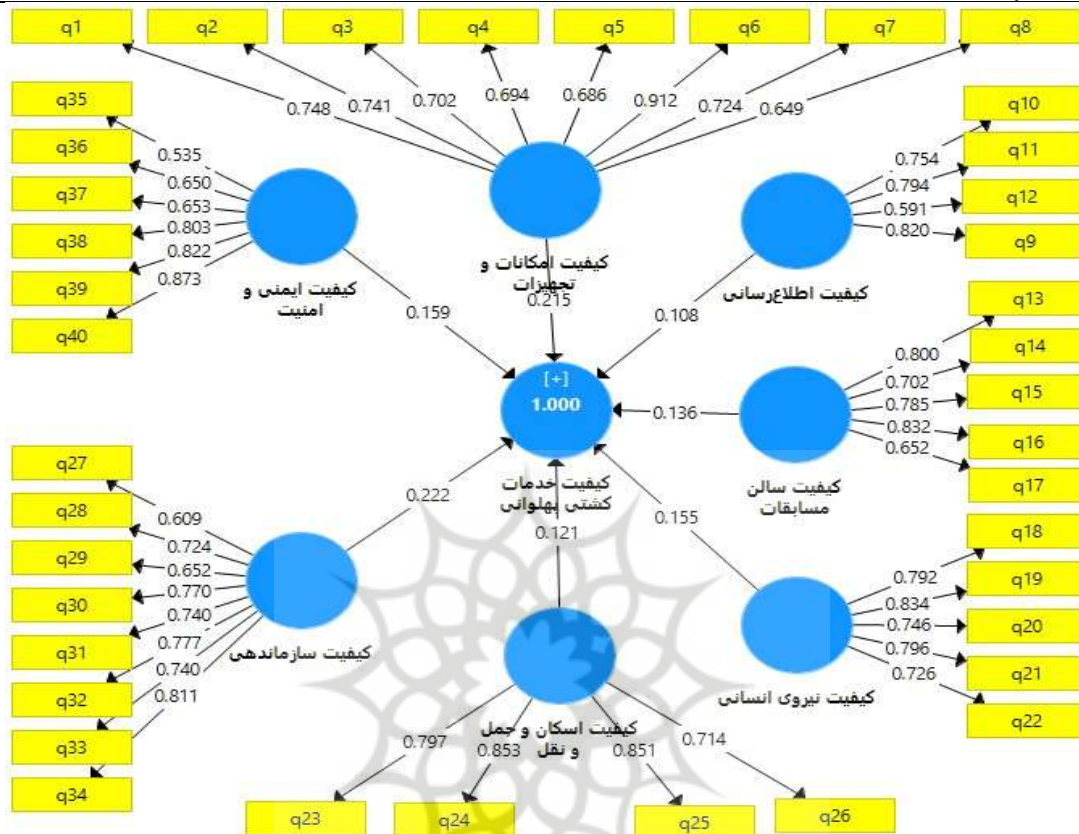 q1
q2
q3
q4
q5
q6
q7
q8
0.748
0.741
0.702
0.694
0.686
0.912
0.724
0.649
q35
q36
q37
q38
q39
q40
0.535
0.650
0.653
0.803
0.822
0.873
کیفیت ایمنی و
امنیت
0.159
کیفیت امکانات و
تجهیزات
0.215
q10
q11
q12
q9
0.754
0.794
0.591
0.820
کیفیت اطلاع‌رسانی
0.108
[+]
1.000
کیفیت خدمات
کشتی پهلوانی
q13
q14
q15
q16
q17
0.800
0.702
0.785
0.832
0.652
0.136
کیفیت سالن
مسابقات
q27
q28
q29
q30
q31
q32
q33
q34
0.609
0.724
0.652
0.770
0.740
0.777
0.740
0.811
کیفیت سازماندهی
0.222
0.121
0.155
q18
q19
q20
q21
q22
0.792
0.834
0.746
0.796
0.726
کیفیت نیروی انسانی
کیفیت اسکان و حمل
و نقل
0.797
0.853
0.851
0.714
q23
q24
q25
q26